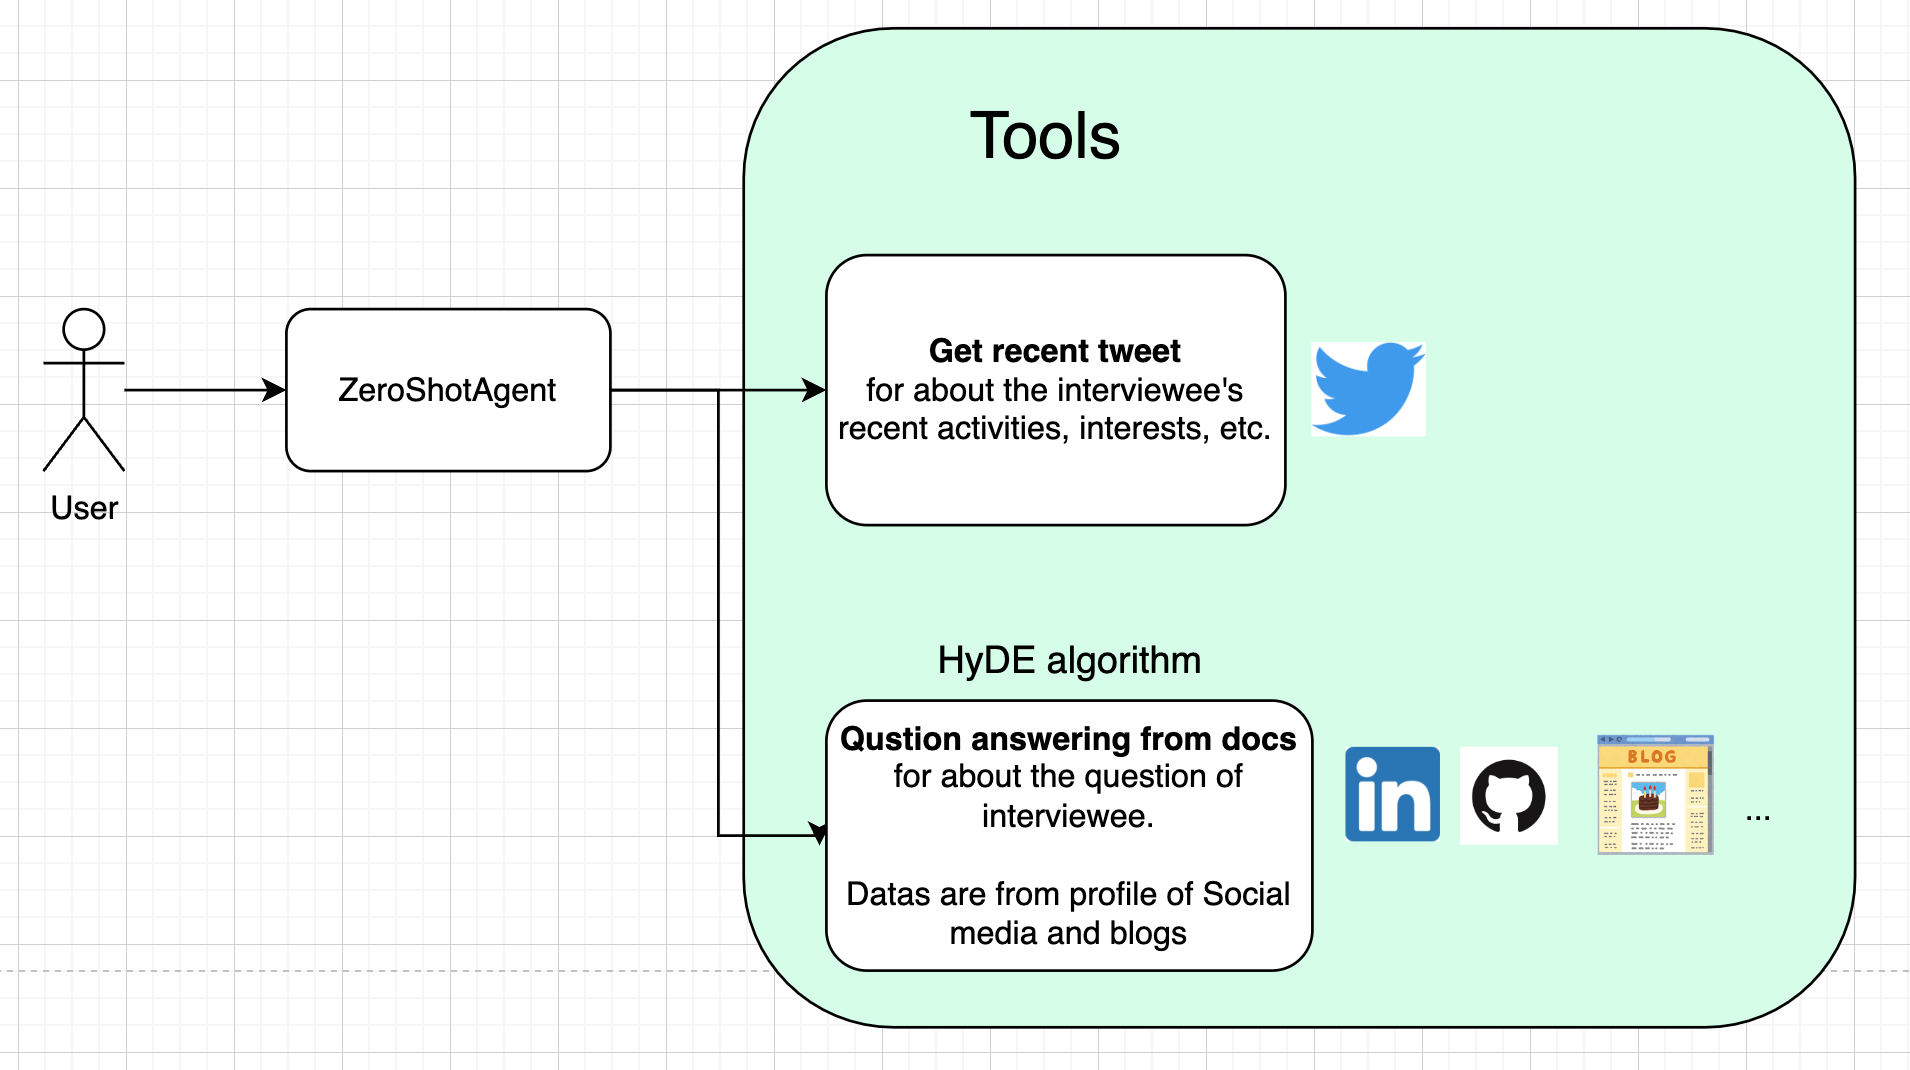 Tools
User
ZeroShotAgent
Get recent tweet
for about the interviewee's
recent activities, interests, etc.
HyDE algorithm
Qustion answering from docs
for about the question of
interviewee.
Datas are from profile of Social
media and blogs
in
BLOG
...